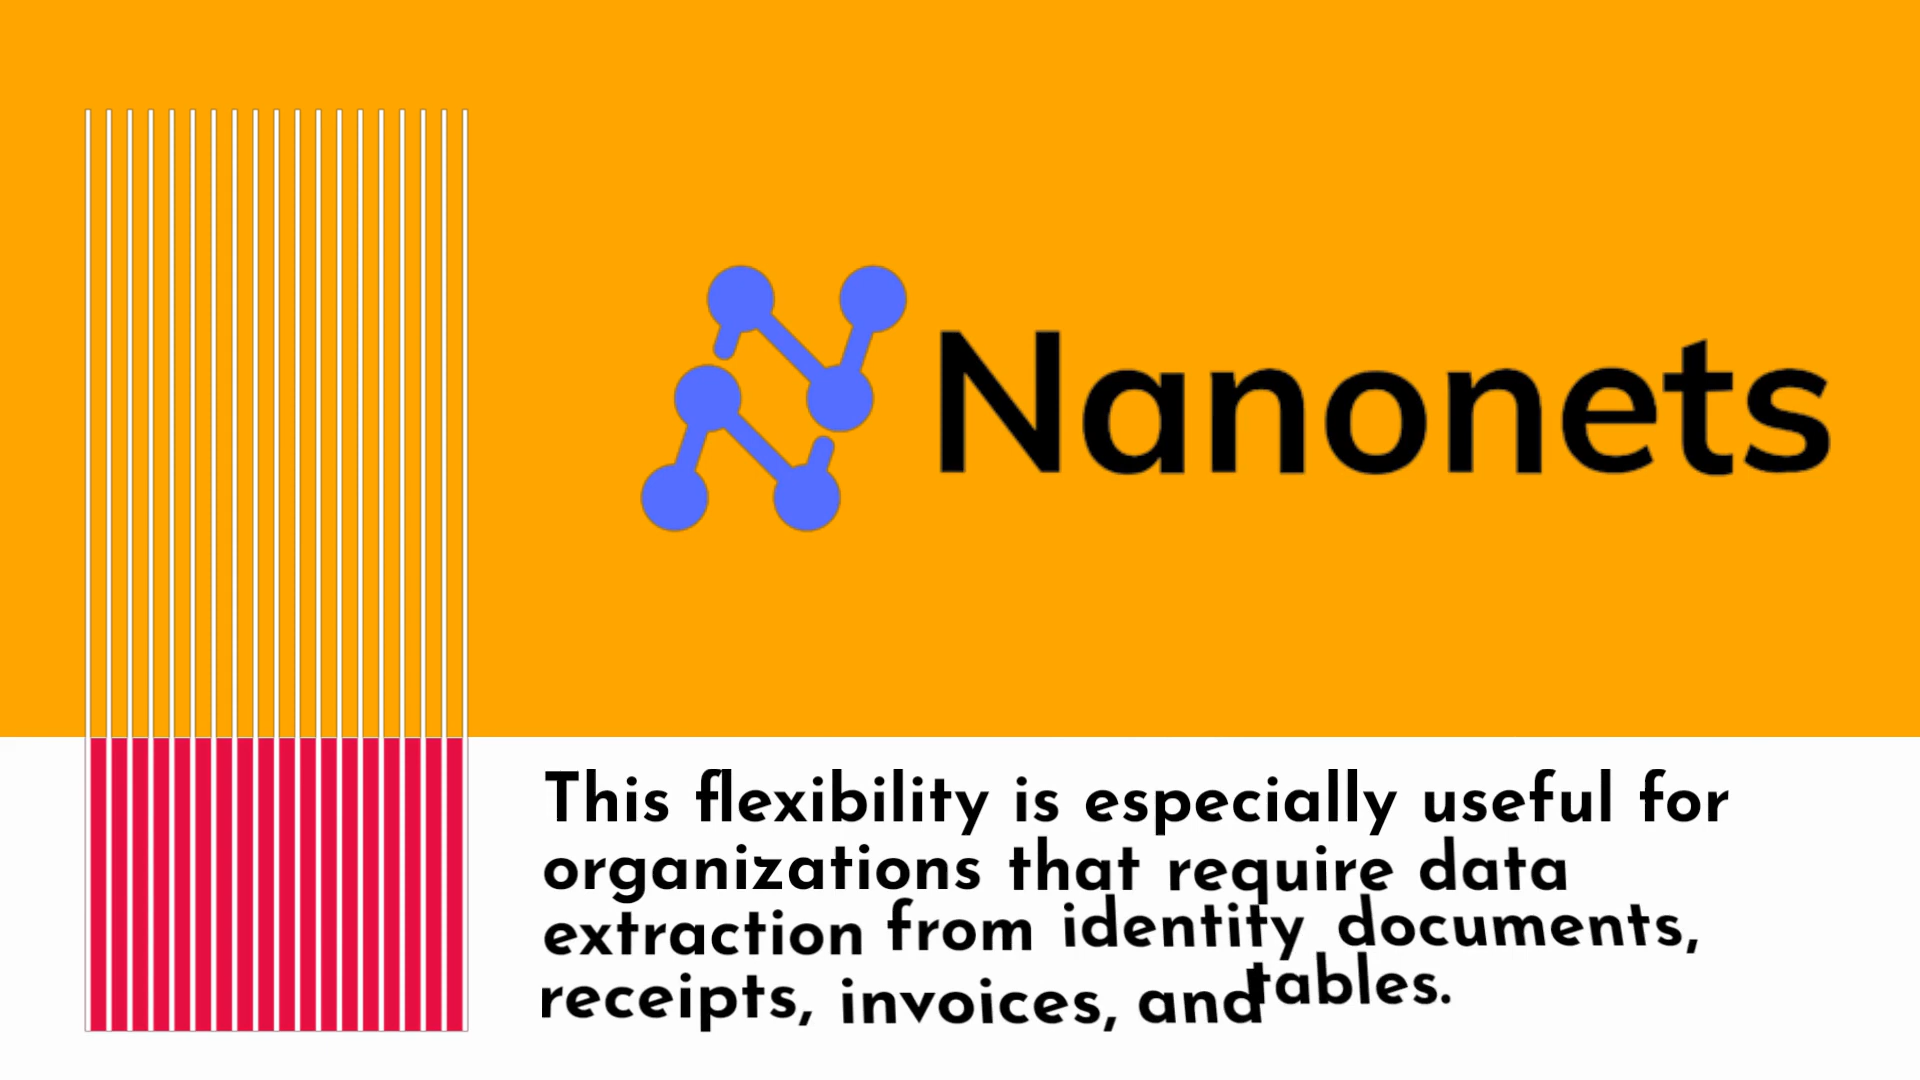 Nanonets
This flexibility is especially useful for
organizations that require data
extraction from identity documents,
receipts, invoices, and tables.